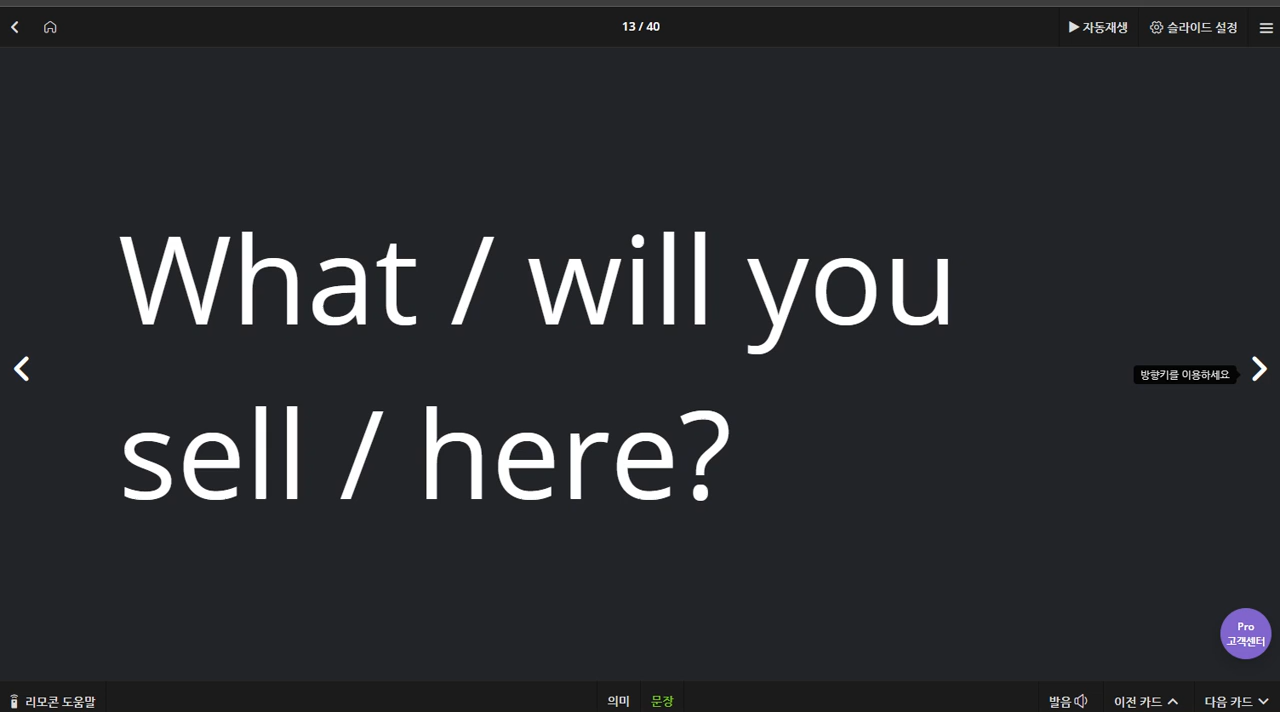 13 / 40
자동재생
슬라이드 설정
What / will you
sell / here?
방향키를 이용하세요
Pro
고객센터
리모콘 도움말
의미
문장
발음
이전 카드
다음 카드